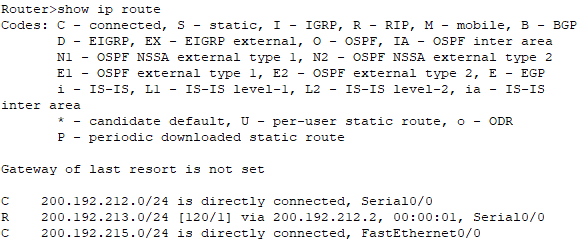 Router>show ip route
Codes: C - connected, S - static, I - IGRP, R - RIP, M - mobile, B - BGP
       D - EIGRP, EX - EIGRP external, O - OSPF, IA - OSPF inter area
       N1 - OSPF NSSA external type 1, N2 - OSPF NSSA external type 2
       E1 - OSPF external type 1, E2 - OSPF external type 2, E - EGP
       i - IS-IS, L1 - IS-IS level-1, L2 - IS-IS level-2, ia - IS-IS
inter area
       * - candidate default, U - per-user static route, o - ODR
       P - periodic downloaded static route
Gateway of last resort is not set
C    200.192.212.0/24 is directly connected, Serial0/0
R    200.192.213.0/24 [120/1] via 200.192.212.2, 00:00:01, Serial0/0
C    200.192.215.0/24 is directly connected, FastEthernet0/0